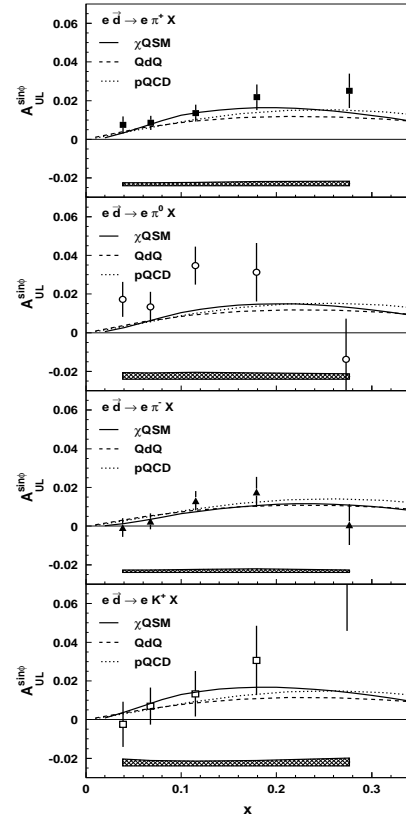 e d⃗ → e π⁺ X
χQSM
QdQ
pQCD
0.06
0.04
0.02
0
-0.02
A_UL^sinϕ
e d⃗ → e π⁰ X
χQSM
QdQ
pQCD
0.06
0.04
0.02
0
-0.02
A_UL^sinϕ
e d⃗ → e π⁻ X
χQSM
QdQ
pQCD
0.06
0.04
0.02
0
-0.02
A_UL^sinϕ
e d⃗ → e K⁺ X
χQSM
QdQ
pQCD
0.06
0.04
0.02
0
-0.02
A_UL^sinϕ
0 0.1 0.2 0.3
x